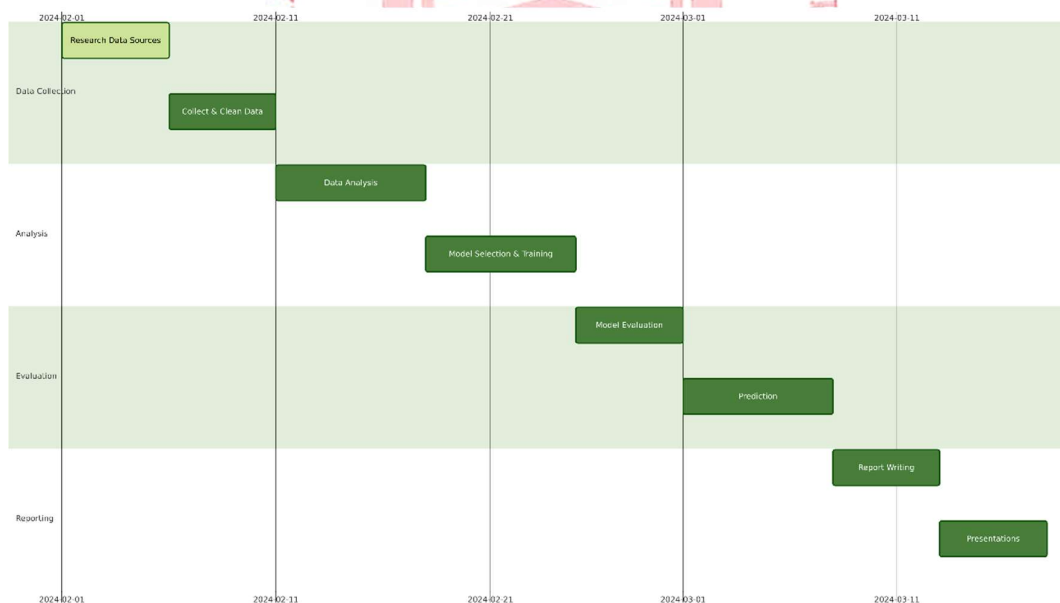 2024-02-01 2024-02-11 2024-02-21 2024-03-01 2024-03-11
Research Data Sources
Data Collection
Collect & Clean Data
Data Analysis
Analysis
Model Selection & Training
Model Evaluation
Evaluation
Prediction
Report Writing
Reporting
Presentations
2024-02-01 2024-02-11 2024-02-21 2024-03-01 2024-03-11